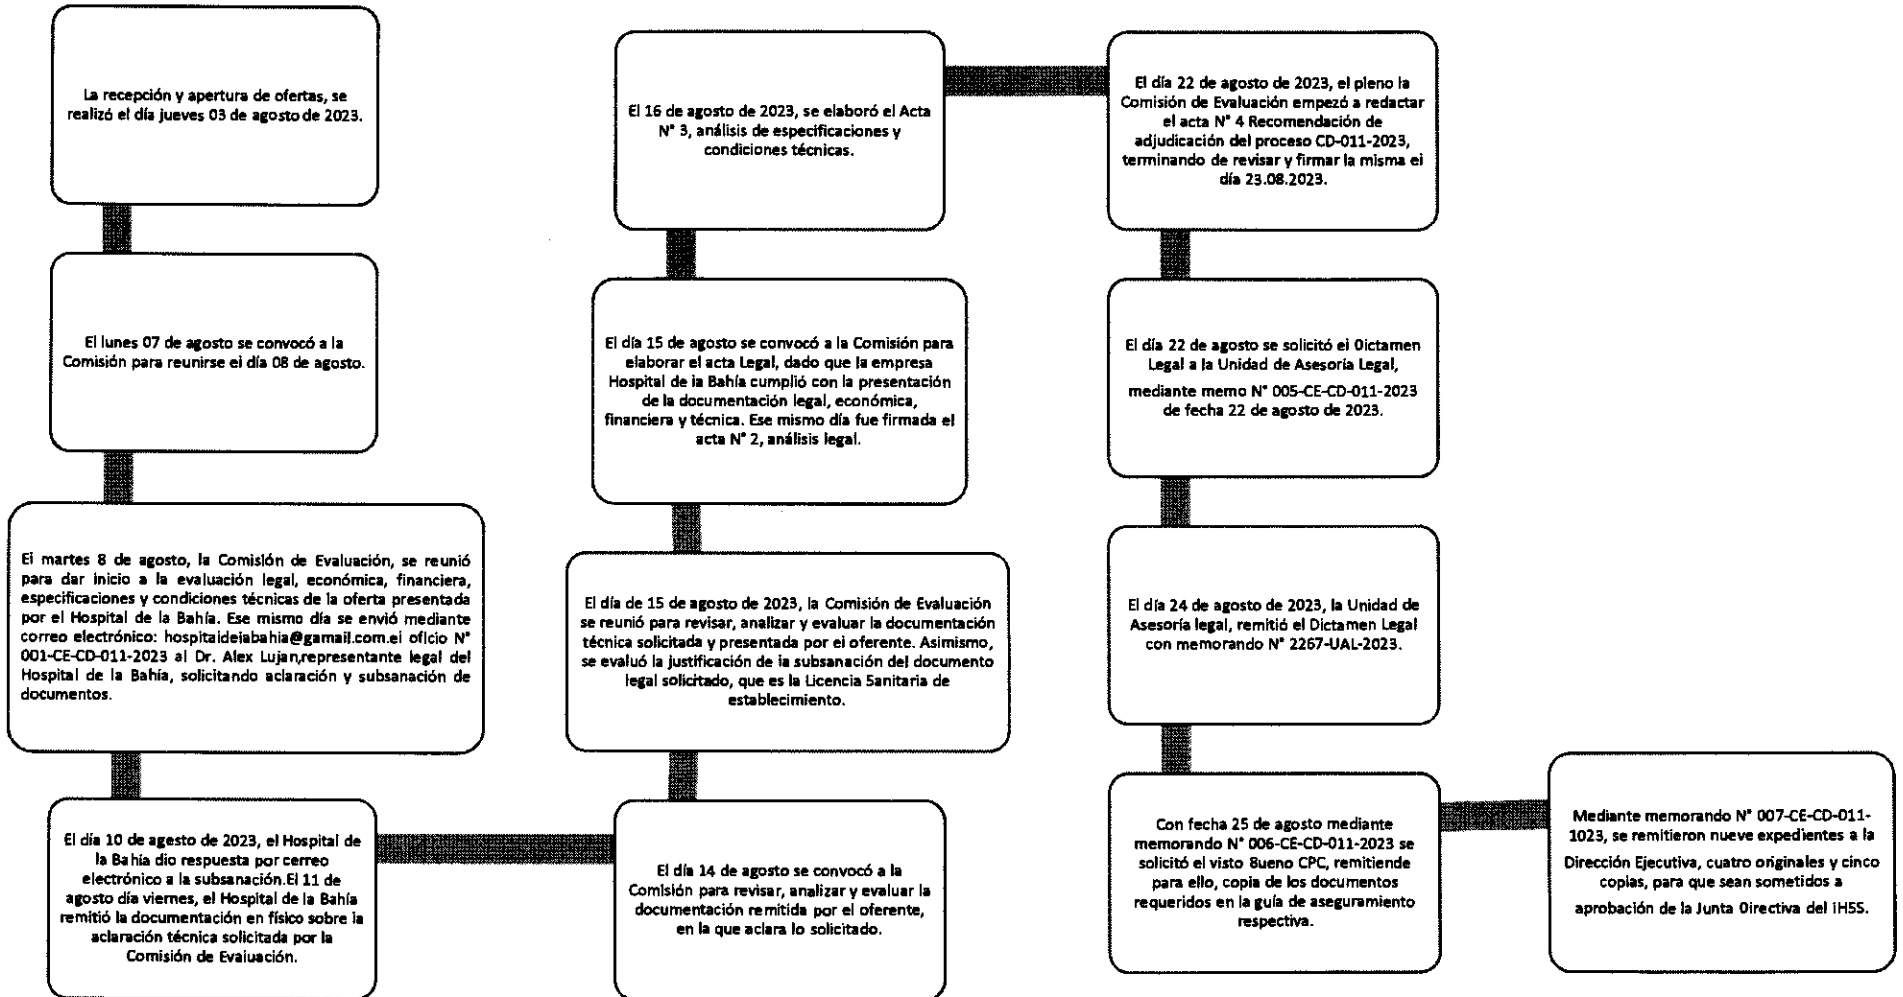 La recepción y apertura de ofertas, se
realizó el día jueves 03 de agosto de 2023.
El lunes 07 de agosto se convocó a la
Comisión para reunirse el día 08 de agosto.
El martes 8 de agosto, la Comisión de Evaluación, se reunió
para dar inicio a la evaluación legal, económica, financiera,
especificaciones y condiciones técnicas de la oferta presentada
por el Hospital de la Bahía. Ese mismo día se envió mediante
correo electrónico: hospitaldelabahia@gamail.com.el oficio N°
001-CE-CD-011-2023 al Dr. Alex Lujan,representante legal del
Hospital de la Bahía, solicitando aclaración y subsanación de
documentos.
El día 10 de agesto de 2023, el Hospital de
la Bahía dio respuesta por cerreo
electrónico a la subsanación.El 11 de
agosto día viernes, el Hospital de la Bahía
remitió la documentación en físico sobre la
aclaración técnica solicitada por la
Comisión de Evaluación.
El día 14 de agosto se convocó a la
Comisión para revisar, analizar y evaluar la
documentación remitida por el oferente,
en la que aclara lo solicitado.
El día de 15 de agosto de 2023, la Comisión de Evaluación
se reunió para revisar, analizar y evaluar la documentación
técnica solicitada y presentada por el oferente. Asimismo,
se evaluó la justificación de la subsanación del documento
legal solicitado, que es la Licencia Sanitaria de
establecimiento.
El día 15 de agosto se convocó a la Comisión para
elaborar el acta Legal, dado que la empresa
Hospital de la Bahía cumplió con la presentación
de la documentación legal, económica,
financiera y técnica. Ese mismo día fue firmada el
acta N° 2, análisis legal.
El 16 de agosto de 2023, se elaboró el Acta
N° 3, análisis de especificaciones y
condiciones técnicas.
El día 22 de agosto de 2023, el pleno la
Comisión de Evaluación empezó a redactar
el acta N° 4 Recomendación de
adjudicación del proceso CD-011-2023,
terminando de revisar y firmar la misma el
día 23.08.2023.
El día 22 de agosto se solicitó el Dictamen
Legal a la Unidad de Asesoría Legal,
mediante memo N° 005-CE-CD-011-2023
de fecha 22 de agosto de 2023.
El día 24 de agosto de 2023, la Unidad de
Asesoría legal, remitió el Dictamen Legal
con memorando N° 2267-UAL-2023.
Con fecha 25 de agosto mediante
memorando N° 006-CE-CD-011-2023 se
solicitó el visto Bueno CPC, remitiende
para ello, copia de los documentos
requeridos en la guía de aseguramiento
respectiva.
Mediante memorando N° 007-CE-CD-011-
1023, se remitieron nueve expedientes a la
Dirección Ejecutiva, cuatro originales y cinco
copias, para que sean sometidos a
aprobación de la Junta Directiva del IHSS.